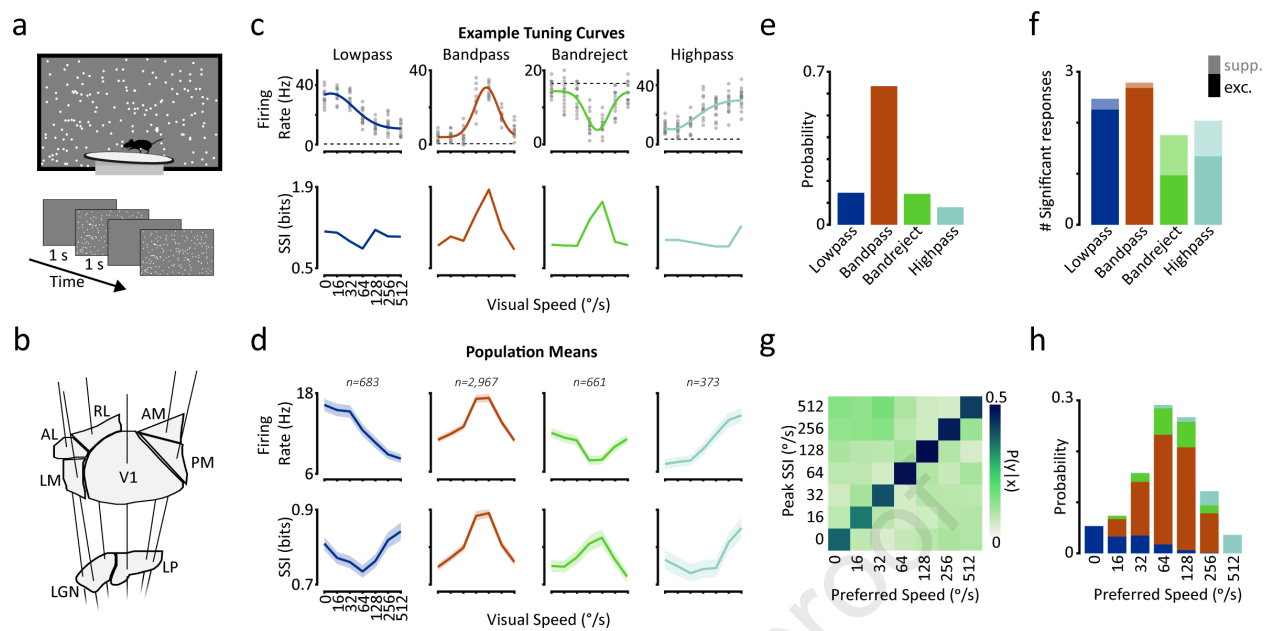 a
c
Example Tuning Curves
Lowpass
Bandpass
Bandreject
Highpass
Firing
Rate (Hz)
40
0
40
0
20
10
0
40
0
SSI (bits)
1.9
0.5
0
16
32
64
128
256
512
Visual Speed (°/s)
1 s
1 s
Time
b
RL
AM
AL
LM
V1
PM
LGN
LP
d
Population Means
n=683
n=2,967
n=661
n=373
Firing
Rate (Hz)
18
6
SSI (bits)
0.9
0.7
0
16
32
64
128
256
512
Visual Speed (°/s)
e
Probability
0.7
0
Lowpass
Bandpass
Bandreject
Highpass
f
# Significant responses
3
0
supp.
exc.
Lowpass
Bandpass
Bandreject
Highpass
g
Peak SSI (°/s)
512
256
128
64
32
16
0
0
16
32
64
128
256
512
Preferred Speed (°/s)
0.5
P(y|x)
0
h
Probability
0.3
0
0
16
32
64
128
256
512
Preferred Speed (°/s)
roof